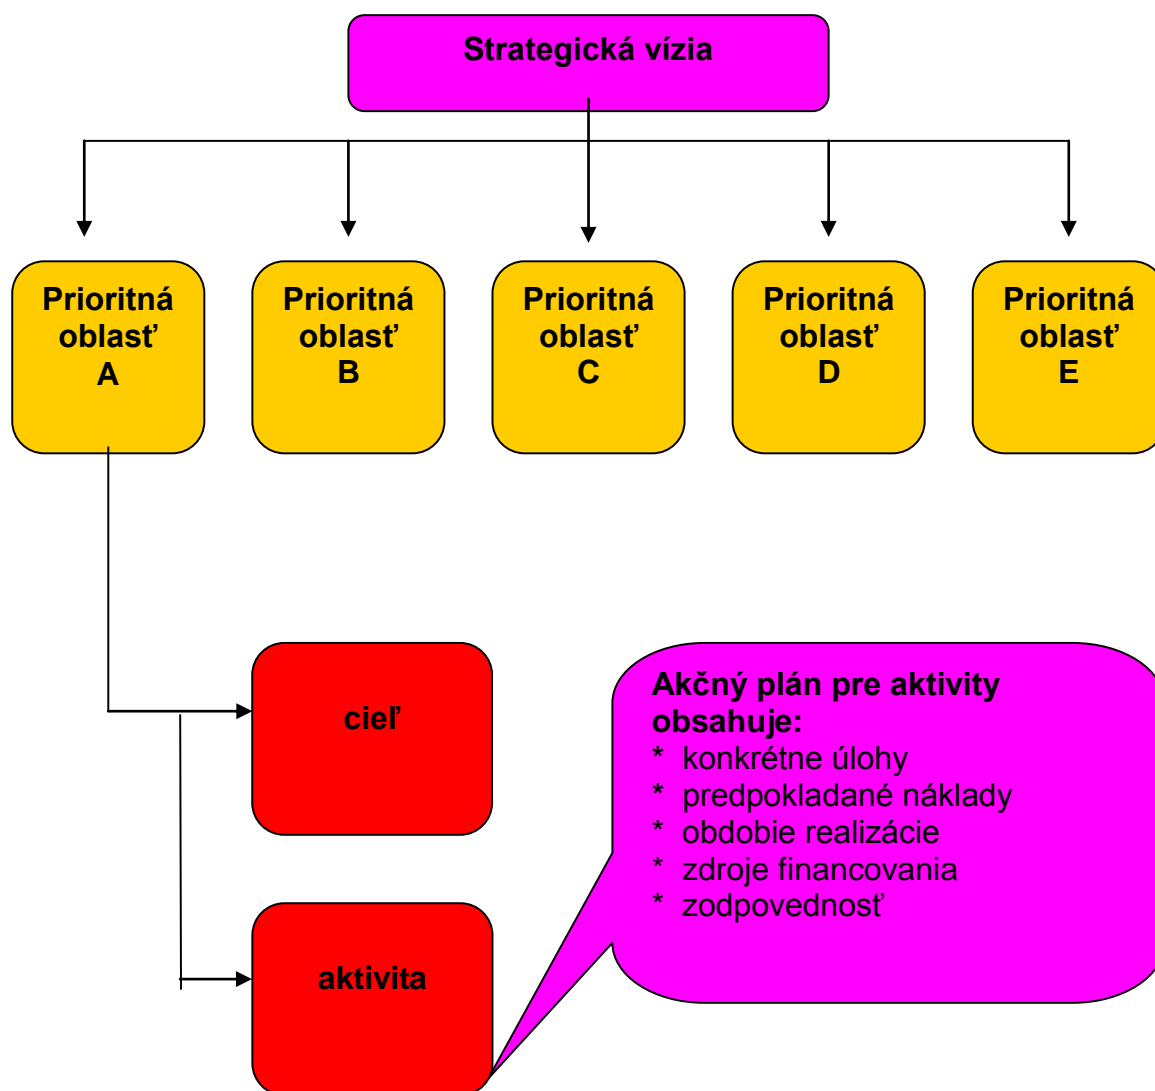 Strategická vízia
Prioritná
oblasť
A
Prioritná
oblasť
B
Prioritná
oblasť
C
Prioritná
oblasť
D
Prioritná
oblasť
E
cieľ
Akčný plán pre aktivity
obsahuje:
* konkrétne úlohy
* predpokladané náklady
* obdobie realizácie
* zdroje financovania
* zodpovednosť
aktivita